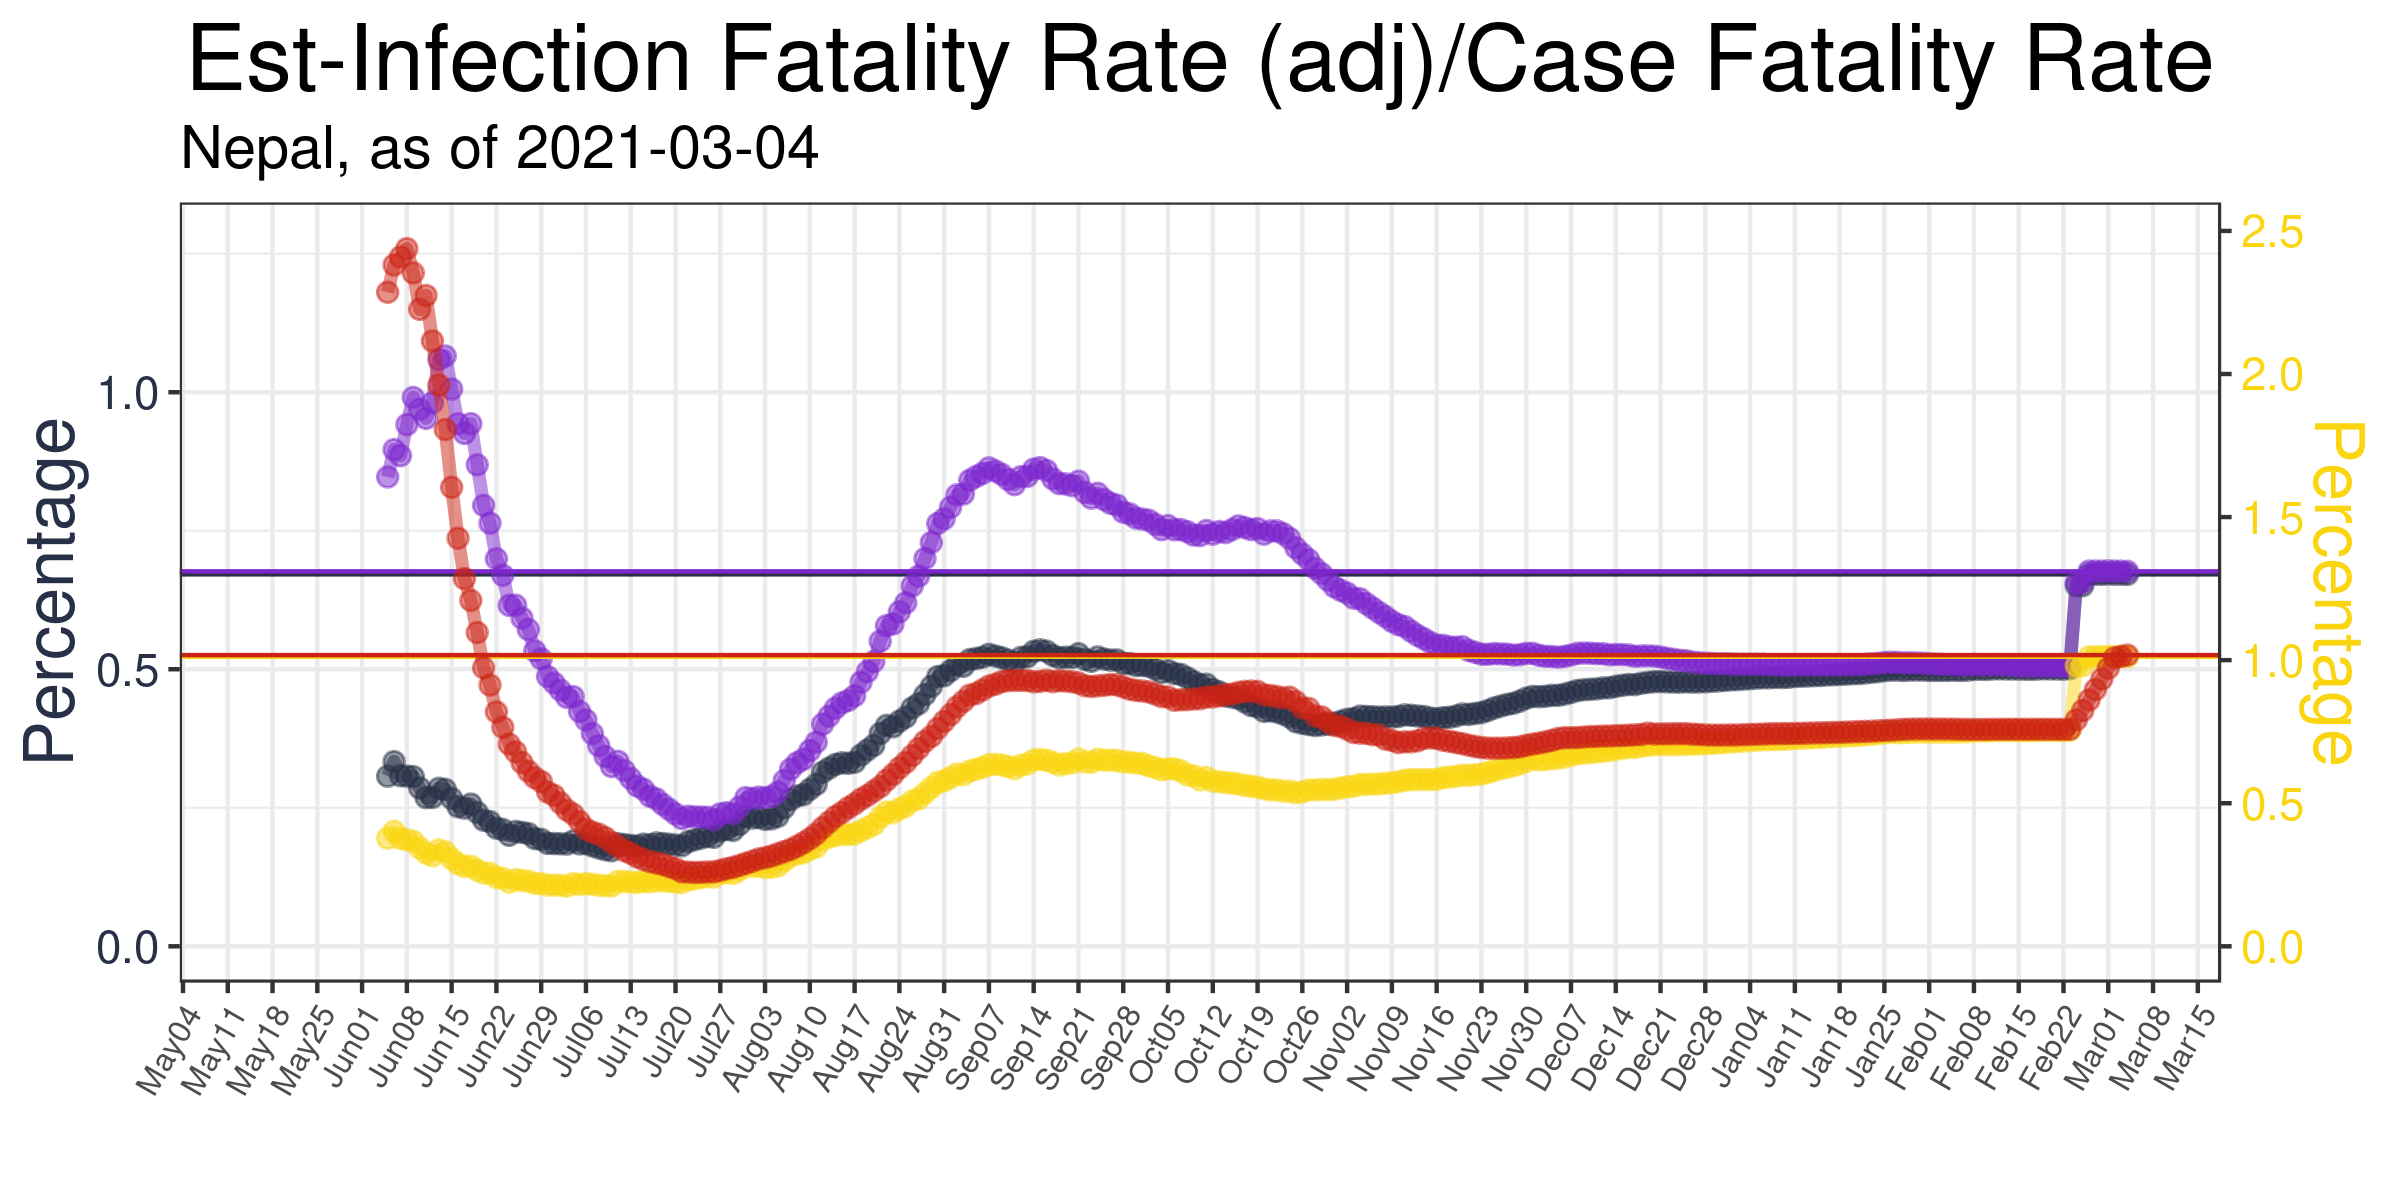 Est-Infection Fatality Rate (adj)/Case Fatality Rate
Nepal, as of 2021-03-04
Percentage
1.0
0.5
0.0
2.5
2.0
1.5
1.0
0.5
0.0
Percentage
May04 May11 May18 May25 Jun01 Jun08 Jun15 Jun22 Jun29 Jul06 Jul13 Jul20 Jul27 Aug03 Aug10 Aug17 Aug24 Aug31 Sep07 Sep14 Sep21 Sep28 Oct05 Oct12 Oct19 Oct26 Nov02 Nov09 Nov16 Nov23 Nov30 Dec07 Dec14 Dec21 Dec28 Jan04 Jan11 Jan18 Jan25 Feb01 Feb08 Feb15 Feb22 Mar01 Mar08 Mar15